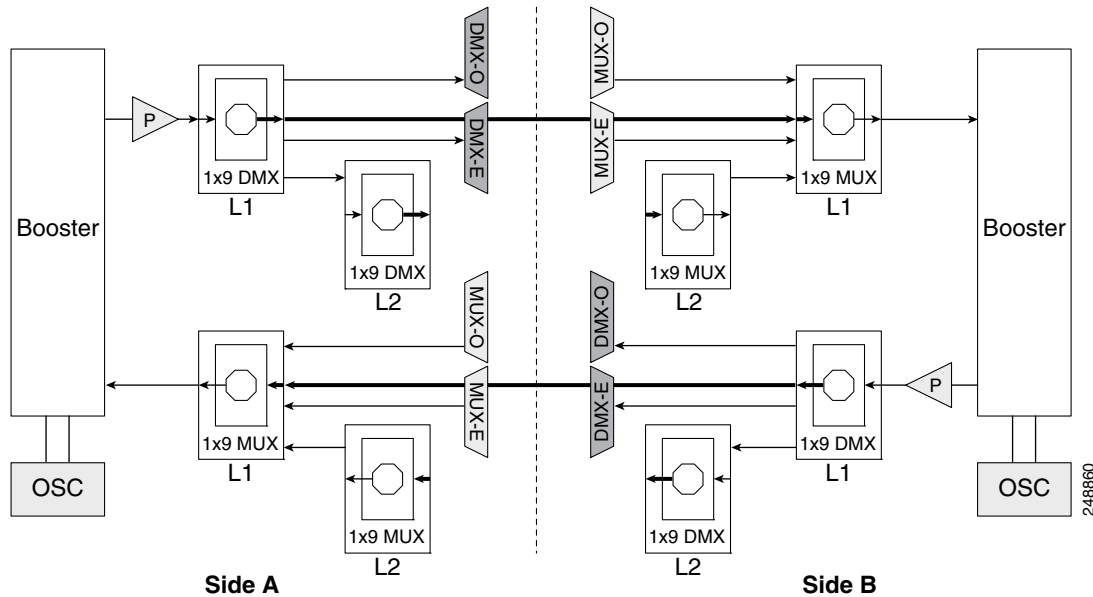 DMX-O
MUX-O
P
DMX-E
MUX-E
1x9 DMX
L1
1x9 MUX
L1
Booster
1x9 DMX
L2
1x9 MUX
L2
Booster
MUX-O
DMX-O
P
MUX-E
DMX-E
1x9 MUX
L1
1x9 DMX
L1
OSC
1x9 MUX
L2
1x9 DMX
L2
OSC
248860
Side A
Side B